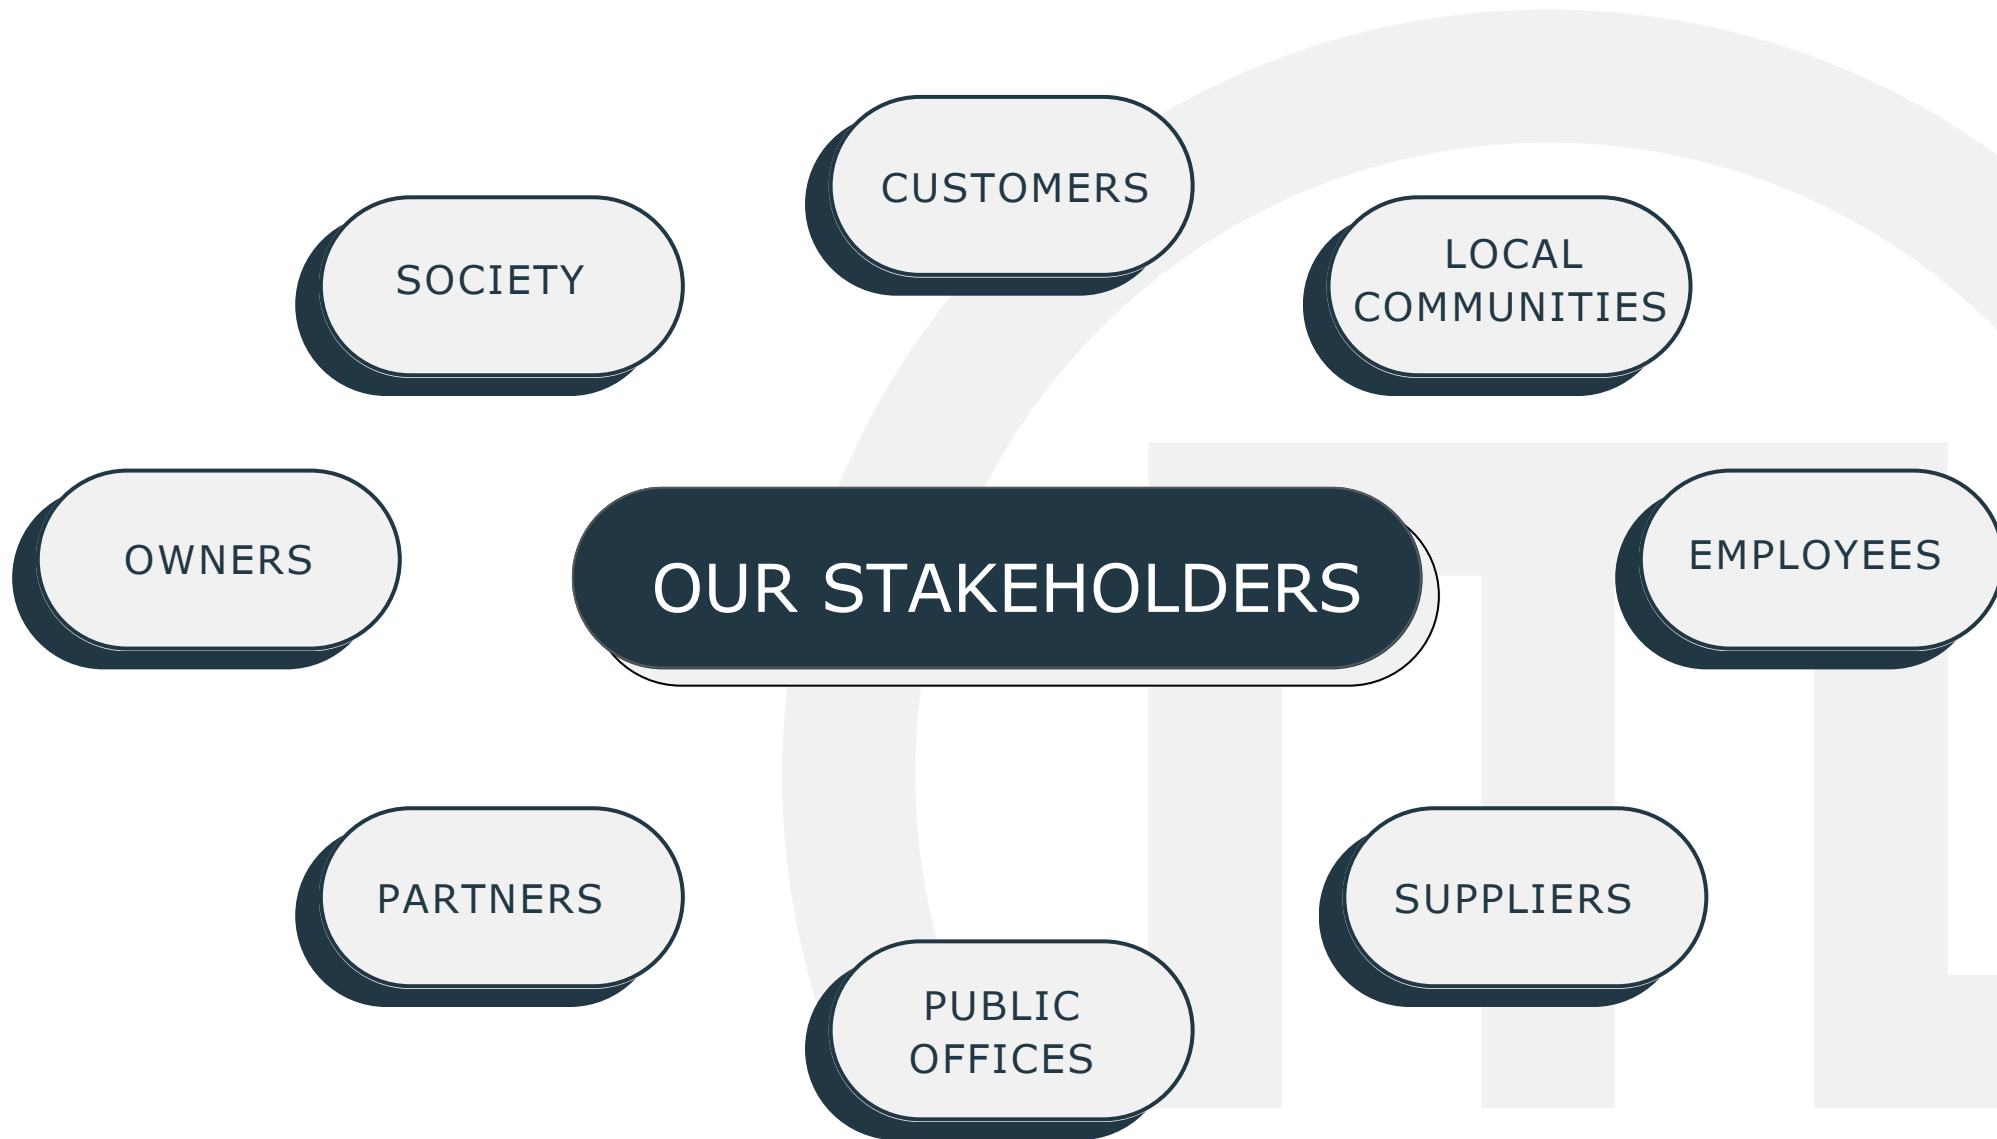 CUSTOMERS
SOCIETY
LOCAL
COMMUNITIES
OWNERS
OUR STAKEHOLDERS
EMPLOYEES
PARTNERS
SUPPLIERS
PUBLIC
OFFICES